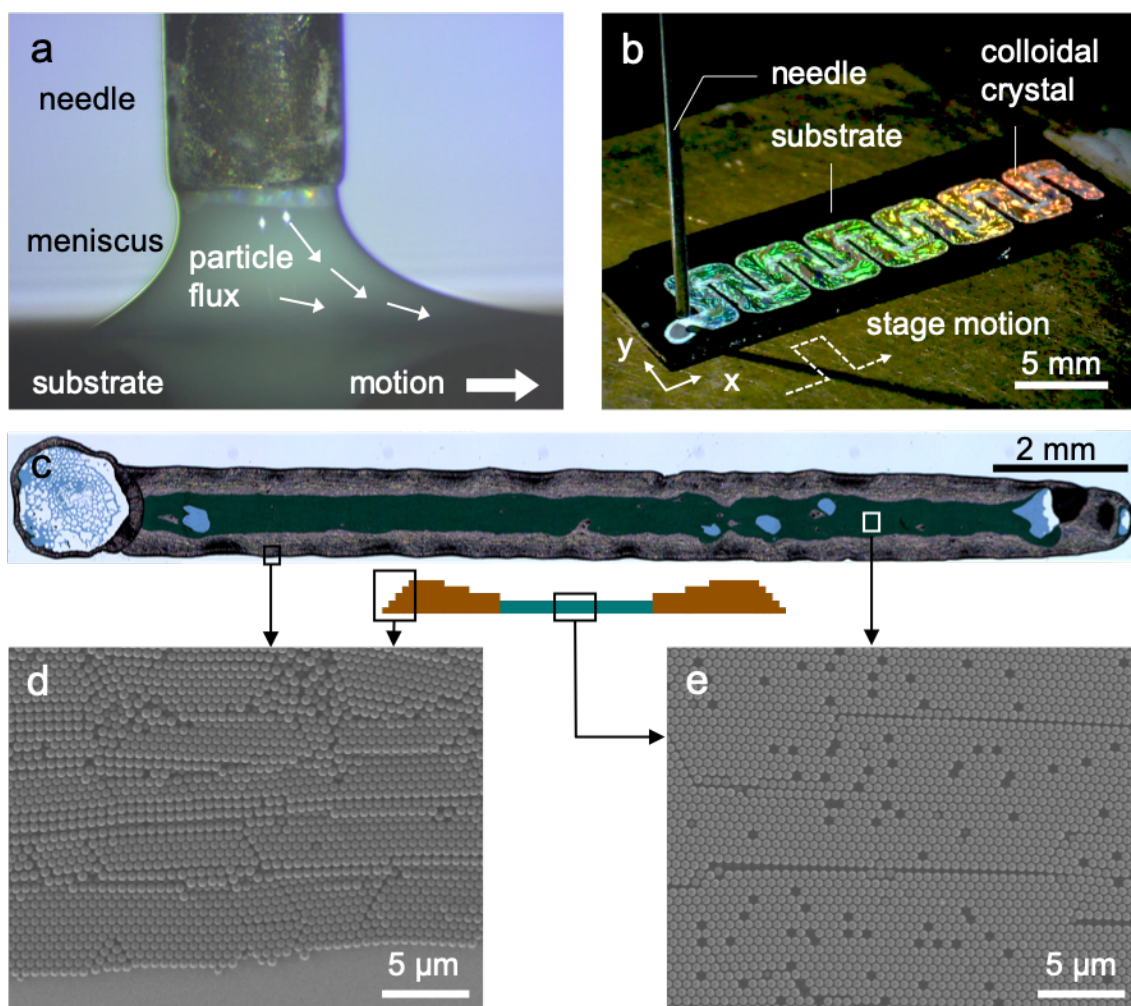 a
needle
meniscus
particle
flux
substrate
motion
b
needle
colloidal
crystal
substrate
stage motion
y
x
5 mm
c
2 mm
d
5 µm
e
5 µm